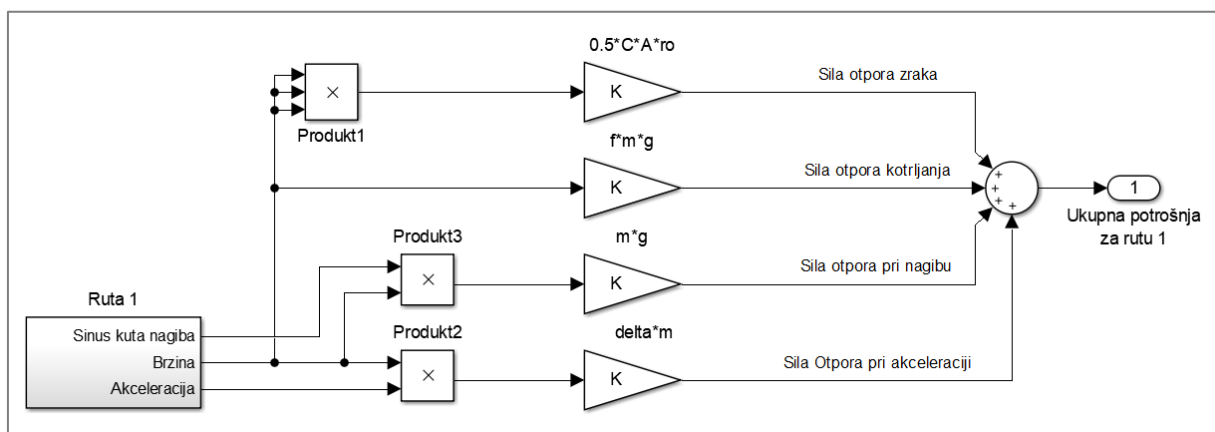 0.5*C*A*ro
K
Sila otpora zraka
×
Produkt1
f*m*g
K
Sila otpora kotrljanja
+
+
+
+
1
Ukupna potrošnja
za rutu 1
Produkt3
×
m*g
K
Sila otpora pri nagibu
Ruta 1
Sinus kuta nagiba
Brzina
Akceleracija
Produkt2
×
delta*m
K
Sila Otpora pri akceleraciji